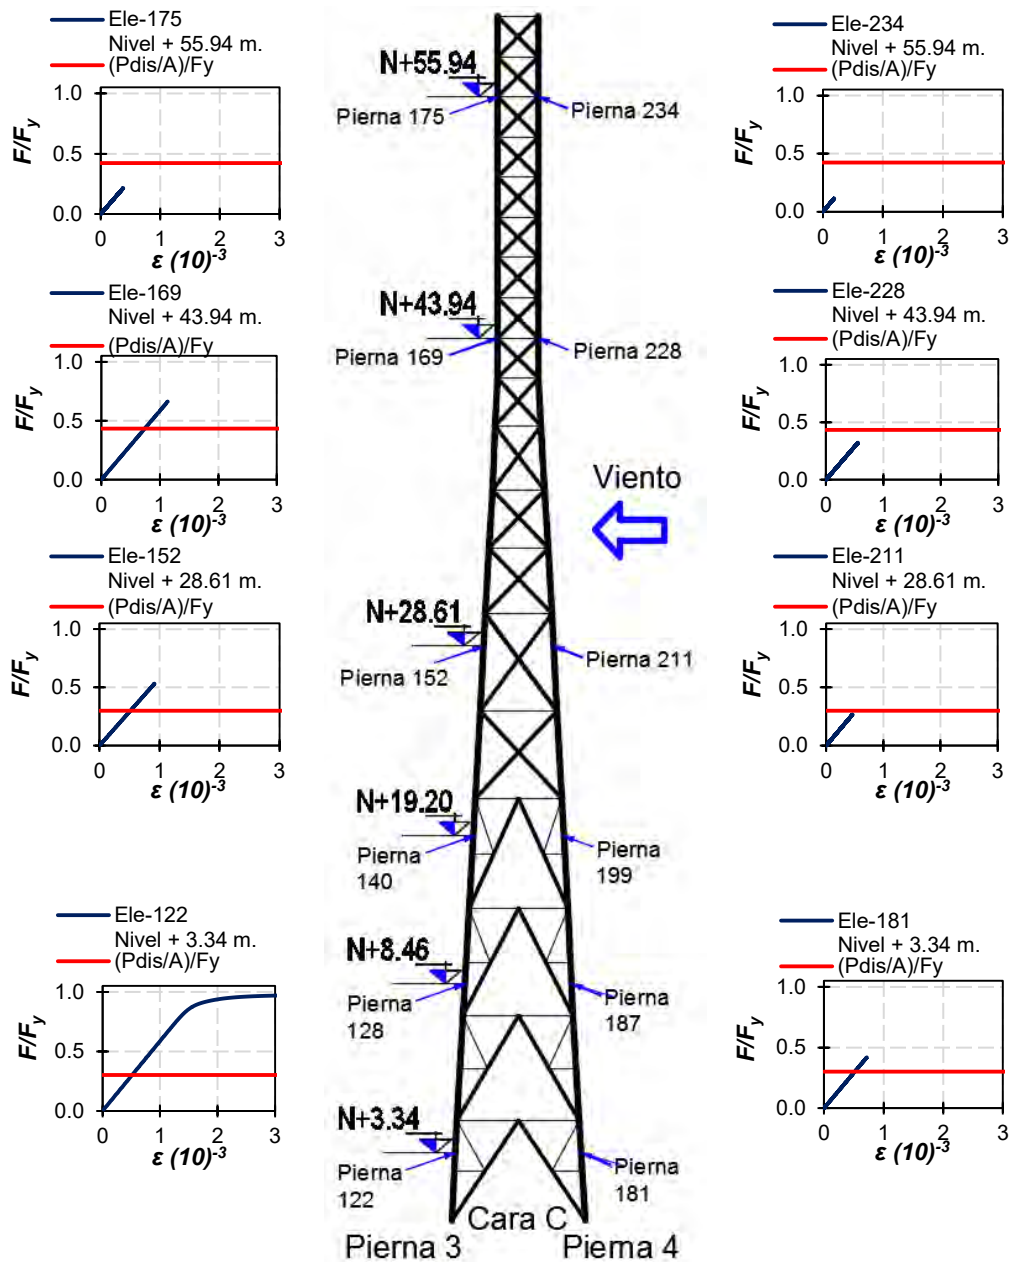 Ele-175
Nivel + 55.94 m.
(Pdis/A)/Fy
1.0
0.5
0.0
F/Fy
0 1 2 3
ε (10)-3
Ele-169
Nivel + 43.94 m.
(Pdis/A)/Fy
1.0
0.5
0.0
F/Fy
0 1 2 3
ε (10)-3
Ele-152
Nivel + 28.61 m.
(Pdis/A)/Fy
1.0
0.5
0.0
F/Fy
0 1 2 3
ε (10)-3
Ele-122
Nivel + 3.34 m.
(Pdis/A)/Fy
1.0
0.5
0.0
F/Fy
0 1 2 3
ε (10)-3
N+55.94
Pierna 175
Pierna 234
N+43.94
Pierna 169
Pierna 228
Viento
N+28.61
Pierna 152
Pierna 211
N+19.20
Pierna
140
Pierna
199
N+8.46
Pierna
128
Pierna
187
N+3.34
Pierna
122
Pierna
181
Cara C
Pierna 3
Pierna 4
Ele-234
Nivel + 55.94 m.
(Pdis/A)/Fy
1.0
0.5
0.0
F/Fy
0 1 2 3
ε (10)-3
Ele-228
Nivel + 43.94 m.
(Pdis/A)/Fy
1.0
0.5
0.0
F/Fy
0 1 2 3
ε (10)-3
Ele-211
Nivel + 28.61 m.
(Pdis/A)/Fy
1.0
0.5
0.0
F/Fy
0 1 2 3
ε (10)-3
Ele-181
Nivel + 3.34 m.
(Pdis/A)/Fy
1.0
0.5
0.0
F/Fy
0 1 2 3
ε (10)-3